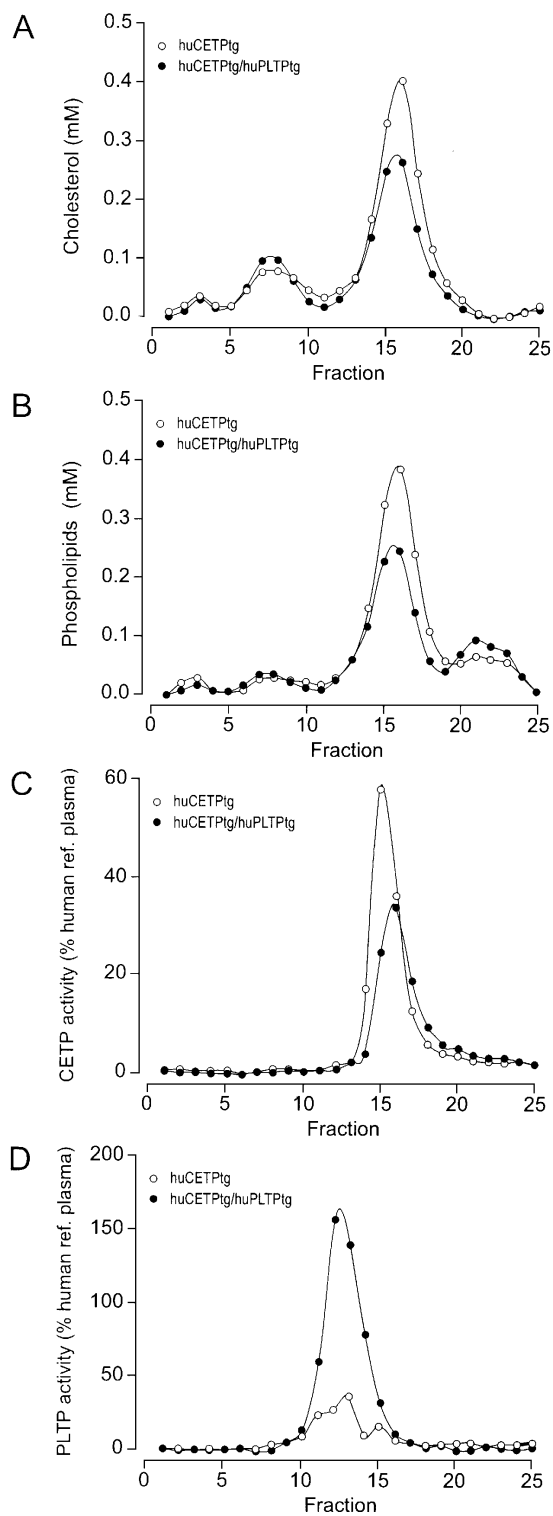 A
huCETPtg
huCETPtg/huPLTPtg
Cholesterol (mM)
0.5
0.4
0.3
0.2
0.1
0.0
0 5 10 15 20 25
Fraction
B
huCETPtg
huCETPtg/huPLTPtg
Phospholipids (mM)
0.5
0.4
0.3
0.2
0.1
0.0
0 5 10 15 20 25
Fraction
C
huCETPtg
huCETPtg/huPLTPtg
CETP activity (% human ref. plasma)
60
40
20
0
0 5 10 15 20 25
Fraction
D
huCETPtg
huCETPtg/huPLTPtg
PLTP activity (% human ref. plasma)
200
150
100
50
0
0 5 10 15 20 25
Fraction